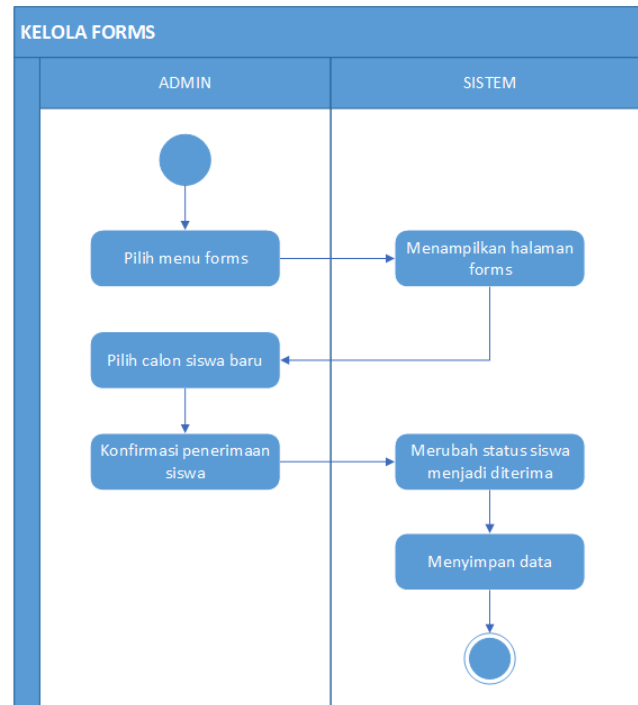 KELOLA FORMS
ADMIN
SISTEM
Pilih menu forms
Menampilkan halaman
forms
Pilih calon siswa baru
Konfirmasi penerimaan
siswa
Merubah status siswa
menjadi diterima
Menyimpan data